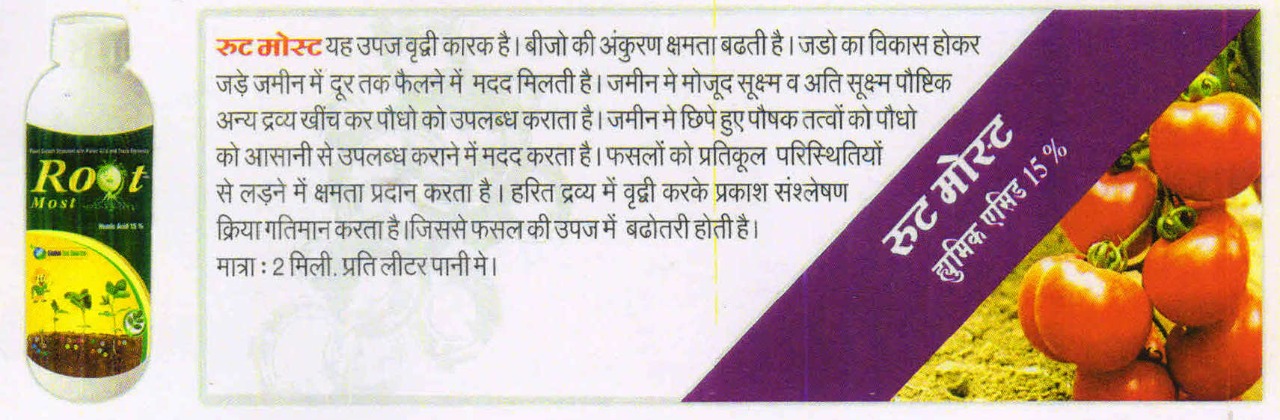 Plant Growth Stimulant with Fulvic Acid and Trace Elements
Root
Most
Humic Acid 15 %
रुट मोस्ट यह उपज वृद्वी कारक है। बीजो की अंकुरण क्षमता बढती है। जडो का विकास होकर
जड़े जमीन में दूर तक फैलने में मदद मिलती है। जमीन मे मोजूद सूक्ष्म व अति सूक्ष्म पौष्टिक
अन्य द्रव्य खींच कर पौधो को उपलब्ध कराता है। जमीन मे छिपे हुए पौषक तत्वों को पौधो
को आसानी से उपलब्ध कराने में मदद करता है। फसलों को प्रतिकूल परिस्थितियों
से लड़ने में क्षमता प्रदान करता है। हरित द्रव्य में वृद्वी करके प्रकाश संश्लेषण
क्रिया गतिमान करता है।जिससे फसल की उपज में बढोतरी होती है।
मात्रा : 2 मिली. प्रति लीटर पानी मे।
रुट मोस्ट
ह्युमिक एसिड 15 %